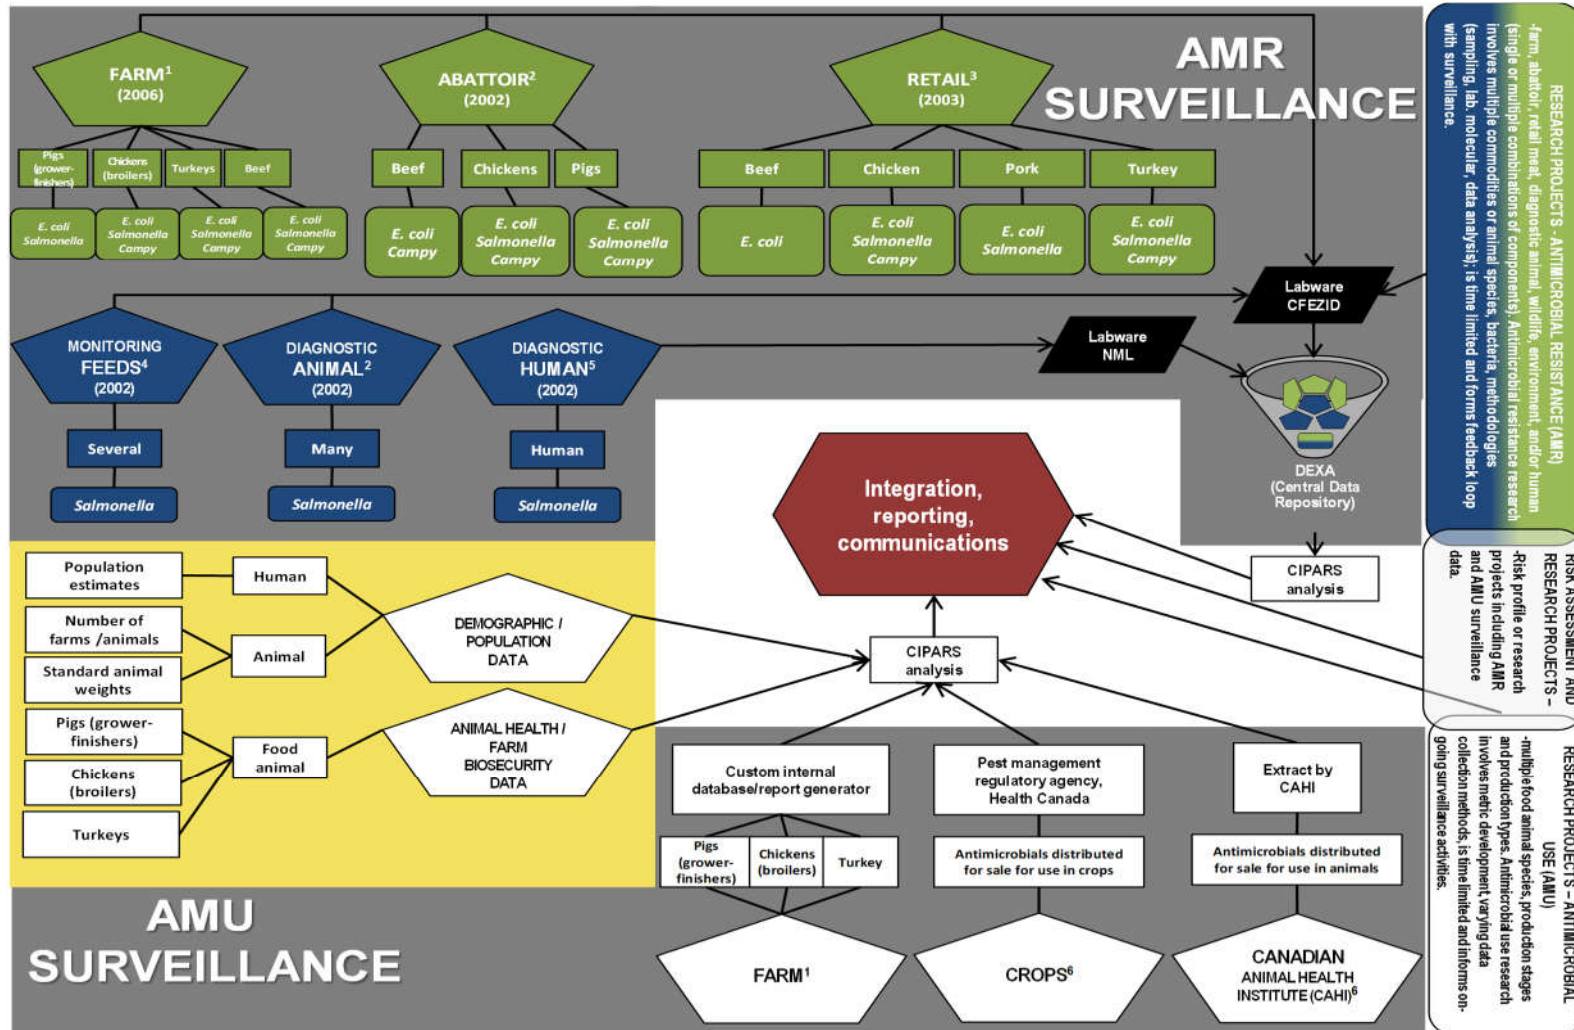 AMR
SURVEILLANCE
FARM¹
(2006)
ABATTOIR²
(2002)
RETAIL³
(2003)
Pigs
(grower-
finishers)
Chickens
(broilers)
Turkeys
Beef
E. coli
Salmonella
E. coli
Salmonella
Campy
E. coli
Salmonella
Campy
E. coli
Salmonella
Campy
Beef
Chickens
Pigs
E. coli
Campy
E. coli
Salmonella
Campy
E. coli
Salmonella
Campy
Beef
Chicken
Pork
Turkey
E. coli
E. coli
Salmonella
Campy
E. coli
Salmonella
E. coli
Salmonella
Campy
Labware
CFEZID
Labware
NML
MONITORING
FEEDS⁴
(2002)
DIAGNOSTIC
ANIMAL²
(2002)
DIAGNOSTIC
HUMAN⁵
(2002)
Several
Many
Human
Salmonella
Salmonella
Salmonella
DEXA
(Central Data
Repository)
CIPARS
analysis
Integration,
reporting,
communications
CIPARS
analysis
Population
estimates
Human
Number of
farms /animals
Animal
Standard animal
weights
DEMOGRAPHIC /
POPULATION
DATA
Pigs (grower-
finishers)
Food
animal
Chickens
(broilers)
Turkeys
ANIMAL HEALTH /
FARM
BIOSECURITY
DATA
AMU
SURVEILLANCE
Custom internal
database/report generator
Pigs
(grower-
finishers)
Chickens
(broilers)
Turkey
FARM¹
Pest management
regulatory agency,
Health Canada
Antimicrobials distributed
for sale for use in crops
CROPS⁶
Extract by
CAHI
Antimicrobials distributed
for sale for use in animals
CANADIAN
ANIMAL HEALTH
INSTITUTE (CAHI)⁶
RESEARCH PROJECTS - ANTIMICROBIAL RESISTANCE (AMR)
-farm, abattoir, retail meat, diagnostic animal, wildlife, environment, and/or human
(single or multiple combinations of components). Antimicrobial resistance research
involves multiple commodities or animal species, bacteria, methodologies
(sampling, lab. molecular, data analysis); is time limited and forms feedback loop
with surveillance.
RISK ASSESSMENT AND
RESEARCH PROJECTS –
-Risk profile or research
projects including AMR
and AMU surveillance
data.
RESEARCH PROJECTS – ANTIMICROBIAL
USE (AMU)
-multiple food animal species, production stages
and production types. Antimicrobial use research
involves metric development, varying data
collection methods, is time limited and informs on-
going surveillance activities.